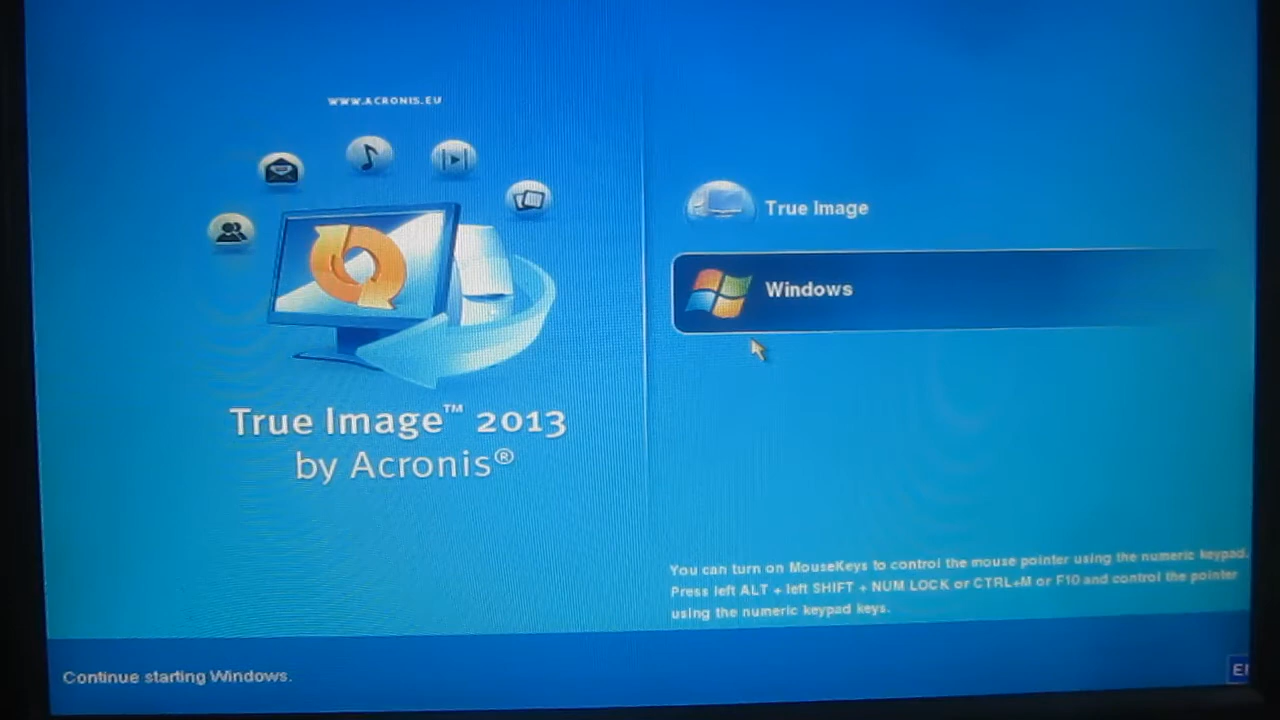 WWW.ACRONIS.EU
True Image™ 2013
by Acronis®
True Image
Windows
You can turn on MouseKeys to control the mouse pointer using the numeric keypad.
Press left ALT + left SHIFT + NUM LOCK or CTRL+M or F10 and control the pointer
using the numeric keypad keys.
Continue starting Windows.